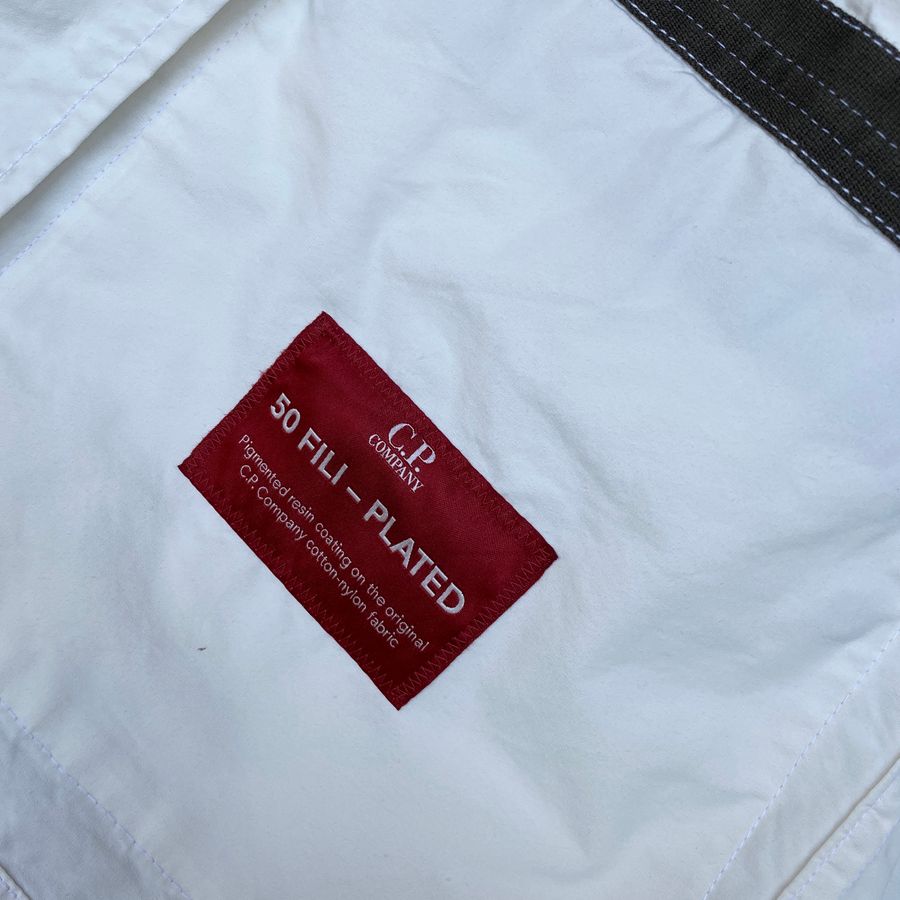 C.P.
COMPANY
50 FILI – PLATED
Pigmented resin coating on the original
C.P. Company cotton-nylon fabric